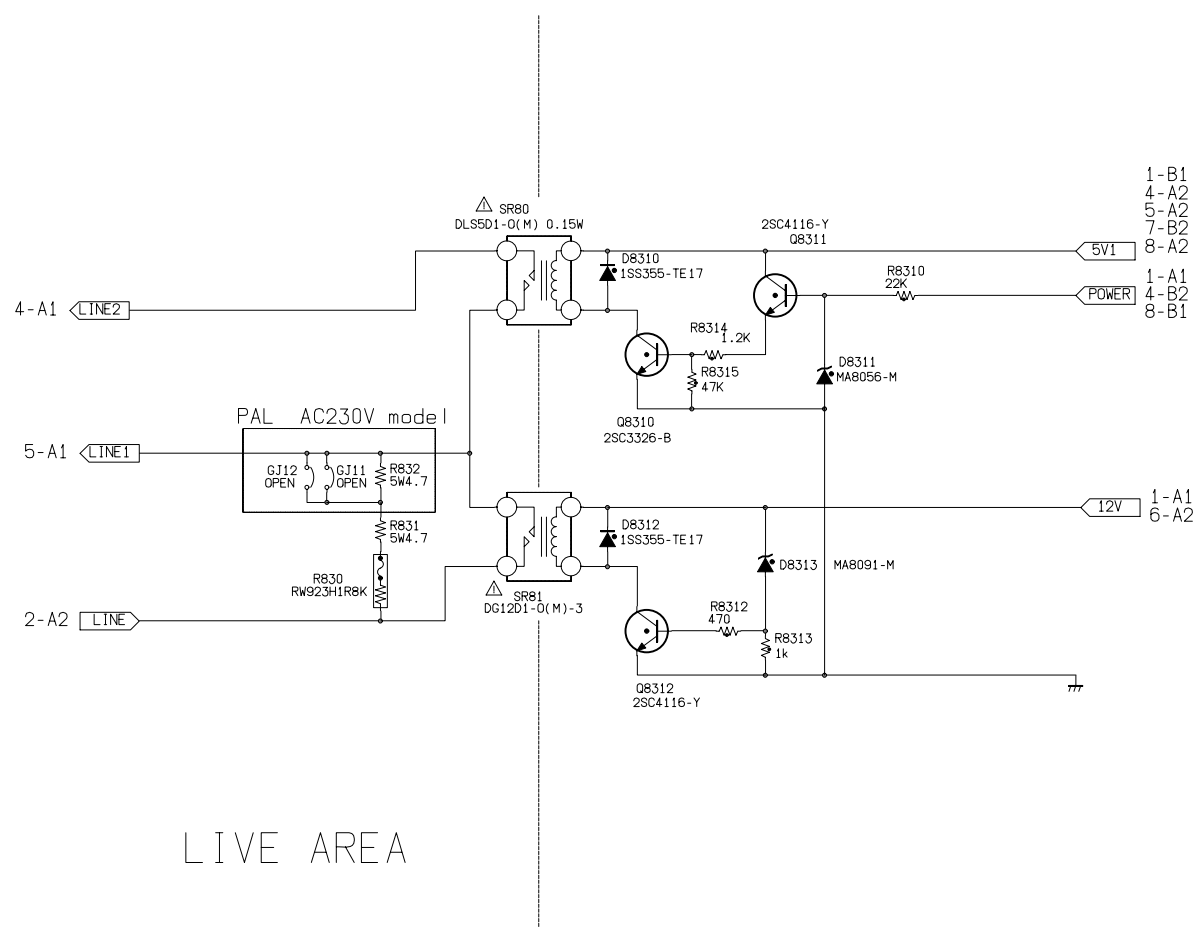 1-B1
4-A2
5-A2
7-B2
8-A2
SR80
DLS5D1-O(M) 0.15W
2SC4116-Y
Q8311
5V1
D8310
1SS355-TE17
R8310
22K
1-A1
4-B2
8-B1
POWER
4-A1 LINE2
R8314
1.2K
D8311
MA8056-M
R8315
47K
Q8310
2SC3326-B
PAL AC230V model
5-A1 LINE1
GJ12
OPEN
GJ11
OPEN
R832
5W4.7
12V
1-A1
6-A2
R831
5W4.7
D8312
1SS355-TE17
D8313 MA8091-M
R830
RW923H1R8K
SR81
DG12D1-O(M)-3
2-A2 LINE
R8312
470
R8313
1k
Q8312
2SC4116-Y
LIVE AREA